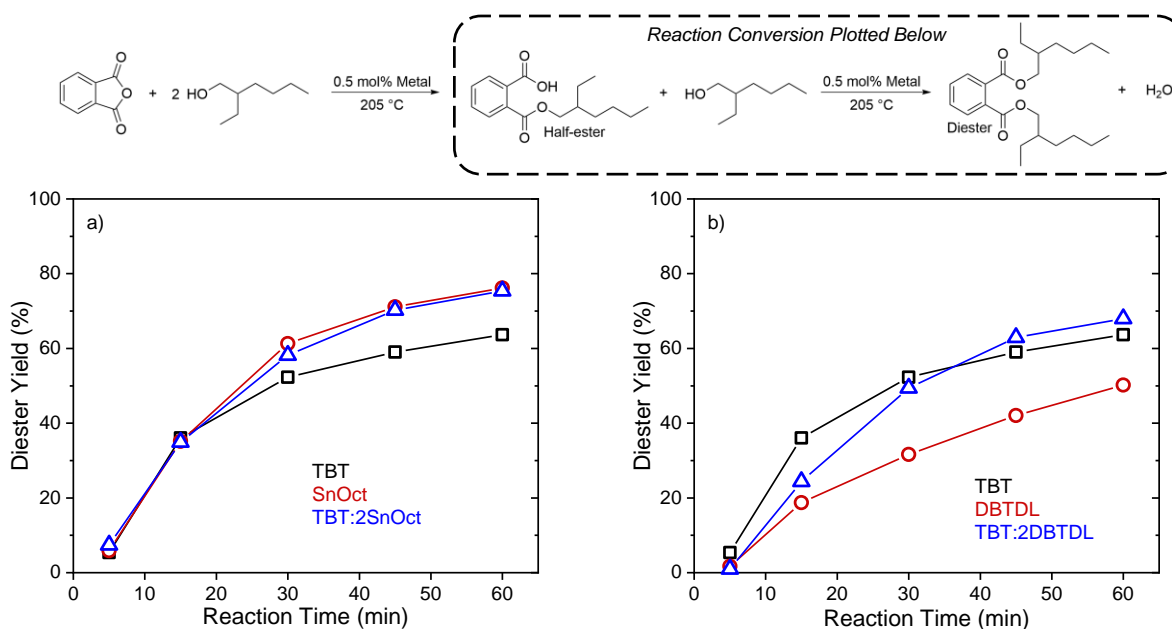 Reaction Conversion Plotted Below
O
O
O
+ 2 HO
0.5 mol% Metal
205 °C
O
OH
O
O
Half-ester
+ HO
0.5 mol% Metal
205 °C
O
O
O
O
Diester
+ H₂O
a)
Diester Yield (%)
100
80
60
40
20
0
TBT
SnOct
TBT:2SnOct
0 10 20 30 40 50 60
Reaction Time (min)
b)
Diester Yield (%)
100
80
60
40
20
0
TBT
DBTDL
TBT:2DBTDL
0 10 20 30 40 50 60
Reaction Time (min)